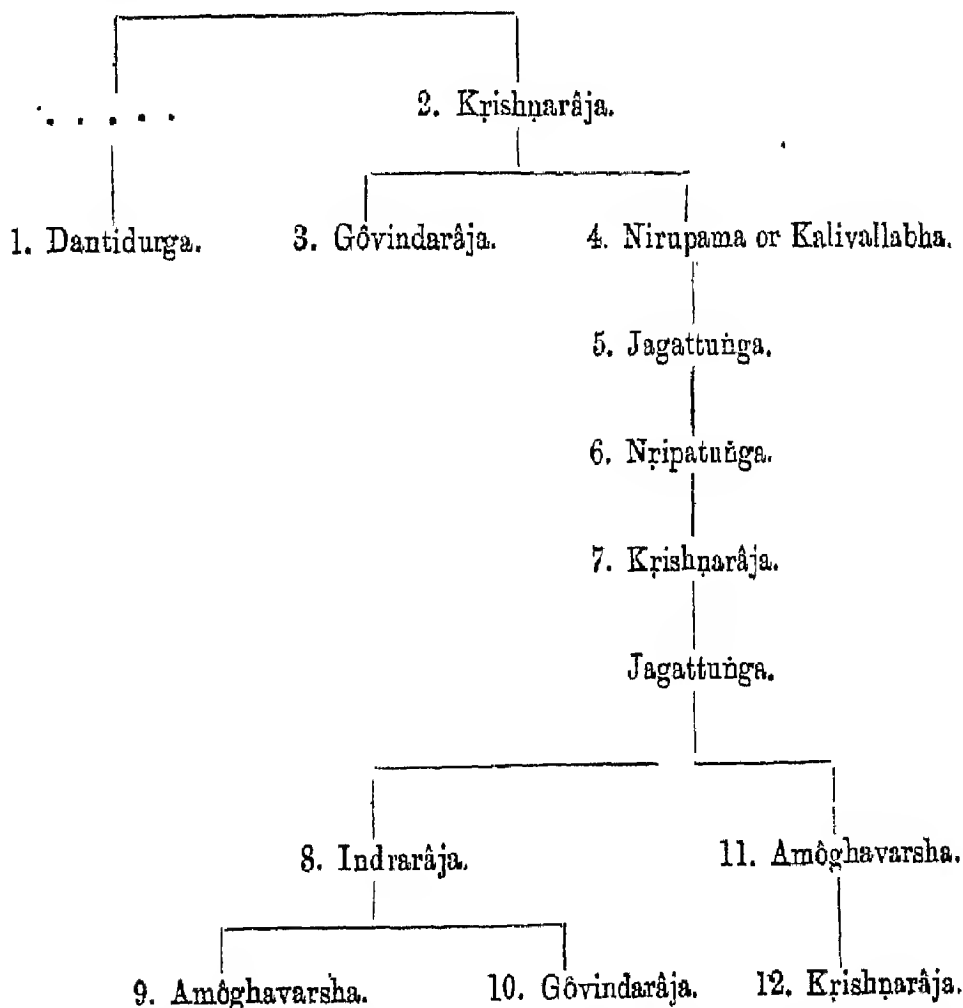 . . . . .
2. Kṛishṇarâja.
1. Dantidurga. 3. Gôvindarâja. 4. Nirupama or Kalivallabha.
5. Jagattuṅga.
6. Nṛipatuṅga.
7. Kṛishṇarâja.
Jagattuṅga.
8. Indrarâja. 11. Amôghavarsha.
9. Amôghavarsha. 10. Gôvindarâja. 12. Kṛishṇarâja.